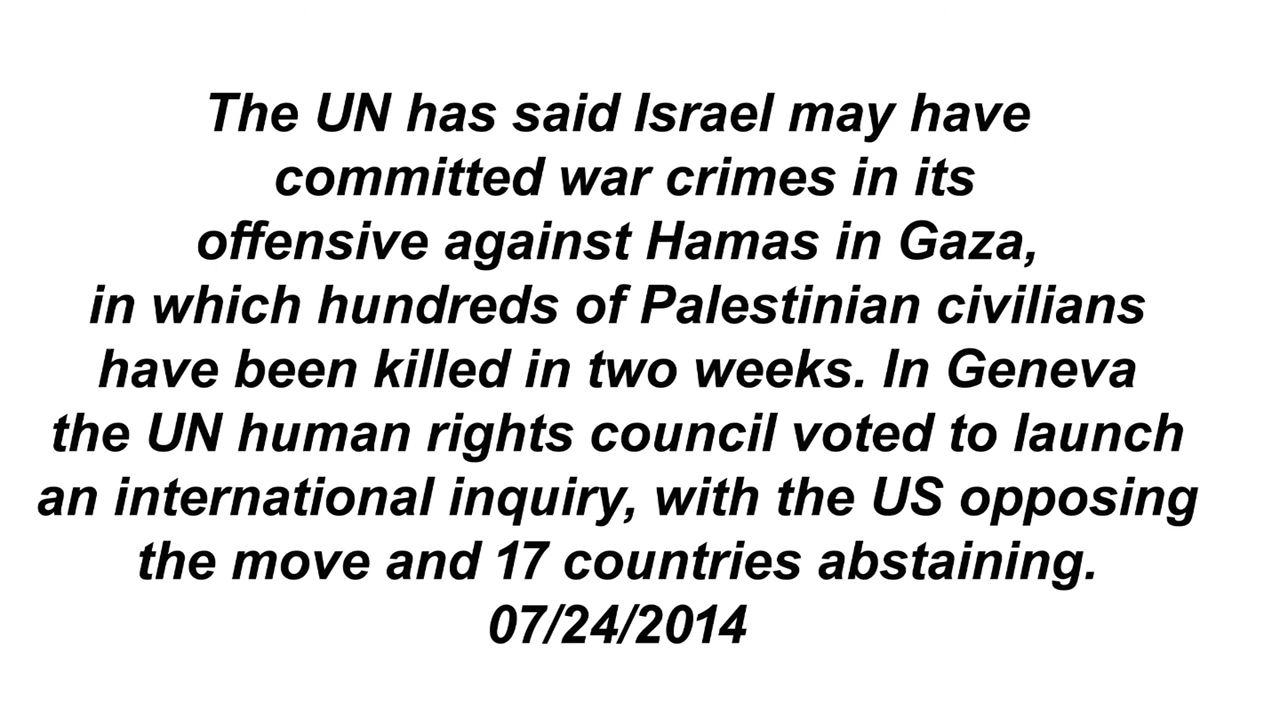 The UN has said Israel may have
committed war crimes in its
offensive against Hamas in Gaza,
in which hundreds of Palestinian civilians
have been killed in two weeks. In Geneva
the UN human rights council voted to launch
an international inquiry, with the US opposing
the move and 17 countries abstaining.
07/24/2014